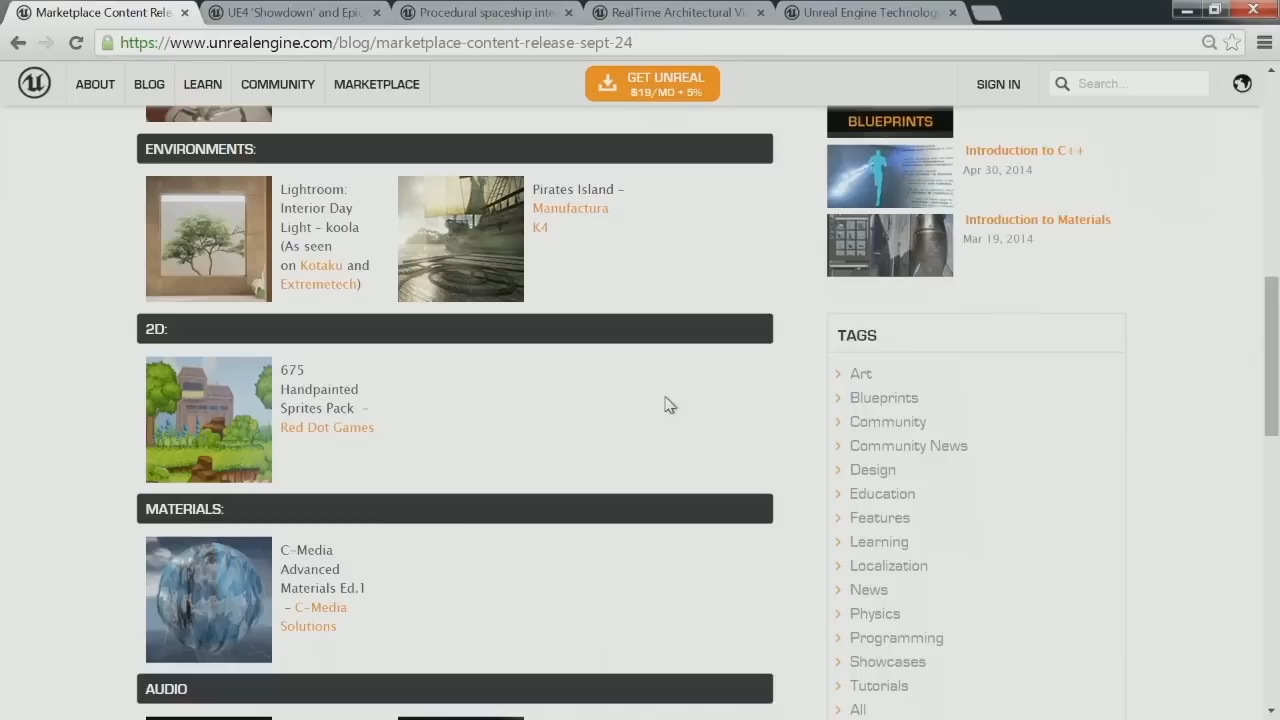 Marketplace Content Rele
UE4 'Showdown' and Epic
Procedural spaceship inte
RealTime Architectural Vi
Unreal Engine Technolog
https://www.unrealengine.com/blog/marketplace-content-release-sept-24
ABOUT
BLOG
LEARN
COMMUNITY
MARKETPLACE
GET UNREAL
$19/MO + 5%
SIGN IN
Search...
ENVIRONMENTS:
Lightroom:
Interior Day
Light - koola
(As seen
on Kotaku and
Extremetech)
Pirates Island -
Manufactura
K4
2D:
675
Handpainted
Sprites Pack -
Red Dot Games
MATERIALS:
C-Media
Advanced
Materials Ed.1
- C-Media
Solutions
AUDIO
BLUEPRINTS
Introduction to C++
Apr 30, 2014
Introduction to Materials
Mar 19, 2014
TAGS
Art
Blueprints
Community
Community News
Design
Education
Features
Learning
Localization
News
Physics
Programming
Showcases
Tutorials
All